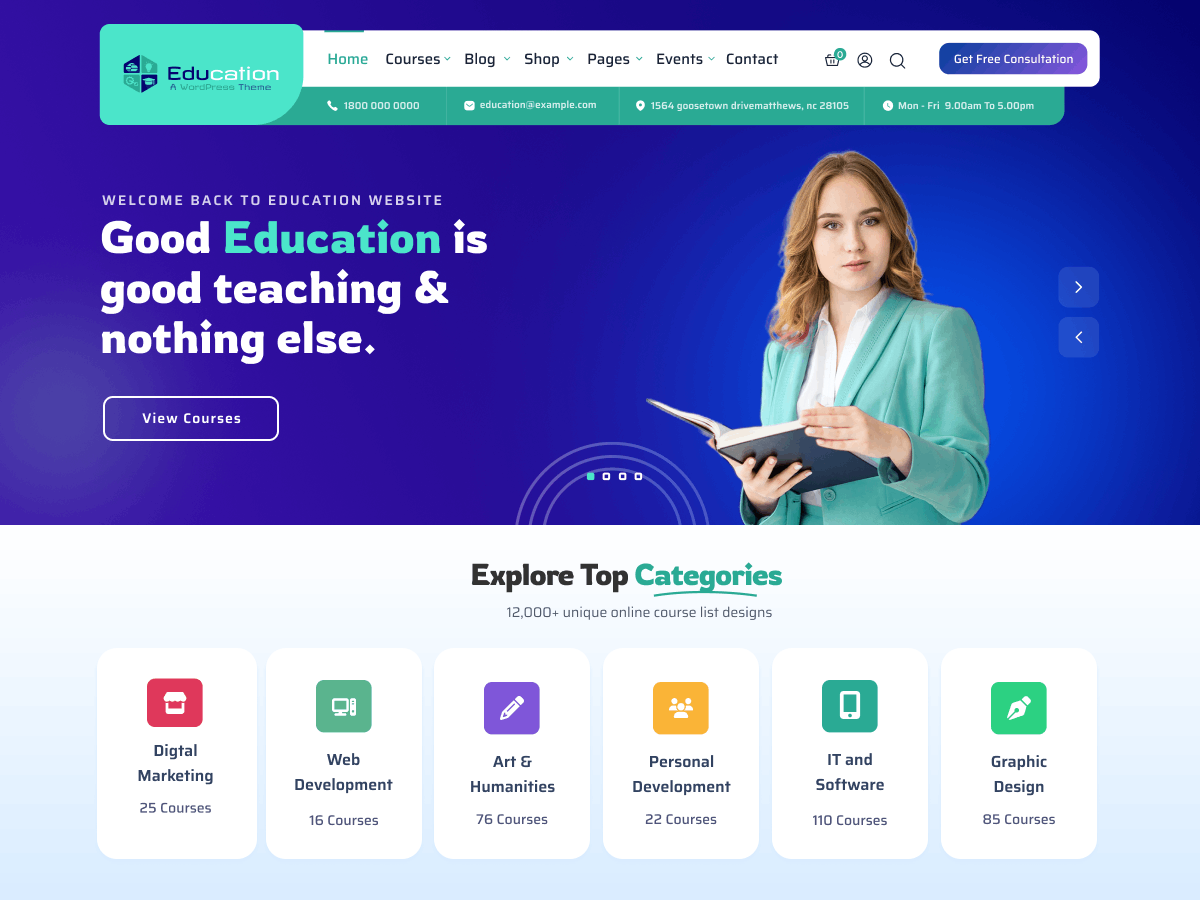 Education
A WordPress Theme
Home Courses Blog Shop Pages Events Contact
0
Get Free Consultation
1800 000 0000
education@example.com
1564 goosetown drivematthews, nc 28105
Mon - Fri 9.00am To 5.00pm
WELCOME BACK TO EDUCATION WEBSITE
Good Education is
good teaching &
nothing else.
View Courses
Explore Top Categories
12,000+ unique online course list designs
Digtal
Marketing
25 Courses
Web
Development
16 Courses
Art &
Humanities
76 Courses
Personal
Development
22 Courses
IT and
Software
110 Courses
Graphic
Design
85 Courses